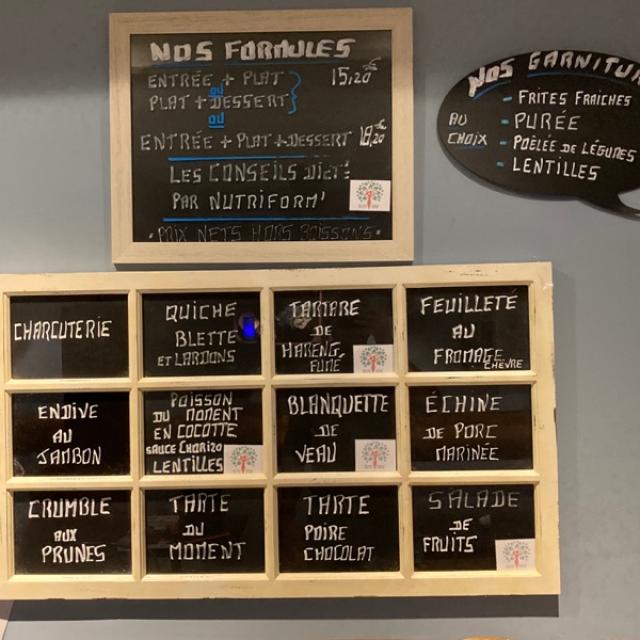 NOS FORMULES
ENTRÉE + PLAT
ou
PLAT + DESSERT
15,20€
ou
ENTRÉE + PLAT + DESSERT 18,20€
LES CONSEILS DIET'
PAR NUTRIFORM'
• PRIX NETS HORS BOISSONS •
NOS GARNITUR
AU
CHOIX
- FRITES FRAICHES
- PURÉE
- POÊLÉE DE LÉGUMES
- LENTILLES
CHARCUTERIE
QUICHE
BLETTE
ET LARDONS
TARTARE
DE
HARENG
FUMÉ
FEUILLETÉ
AU
FROMAGE
CHÈVRE
ENDIVE
AU
JAMBON
POISSON
DU MOMENT
EN COCOTTE
SAUCE CHORIZO
LENTILLES
BLANQUETTE
DE
VEAU
ÉCHINE
DE PORC
MARINÉE
CRUMBLE
AUX
PRUNES
TARTE
DU
MOMENT
TARTE
POIRE
CHOCOLAT
SALADE
DE
FRUITS